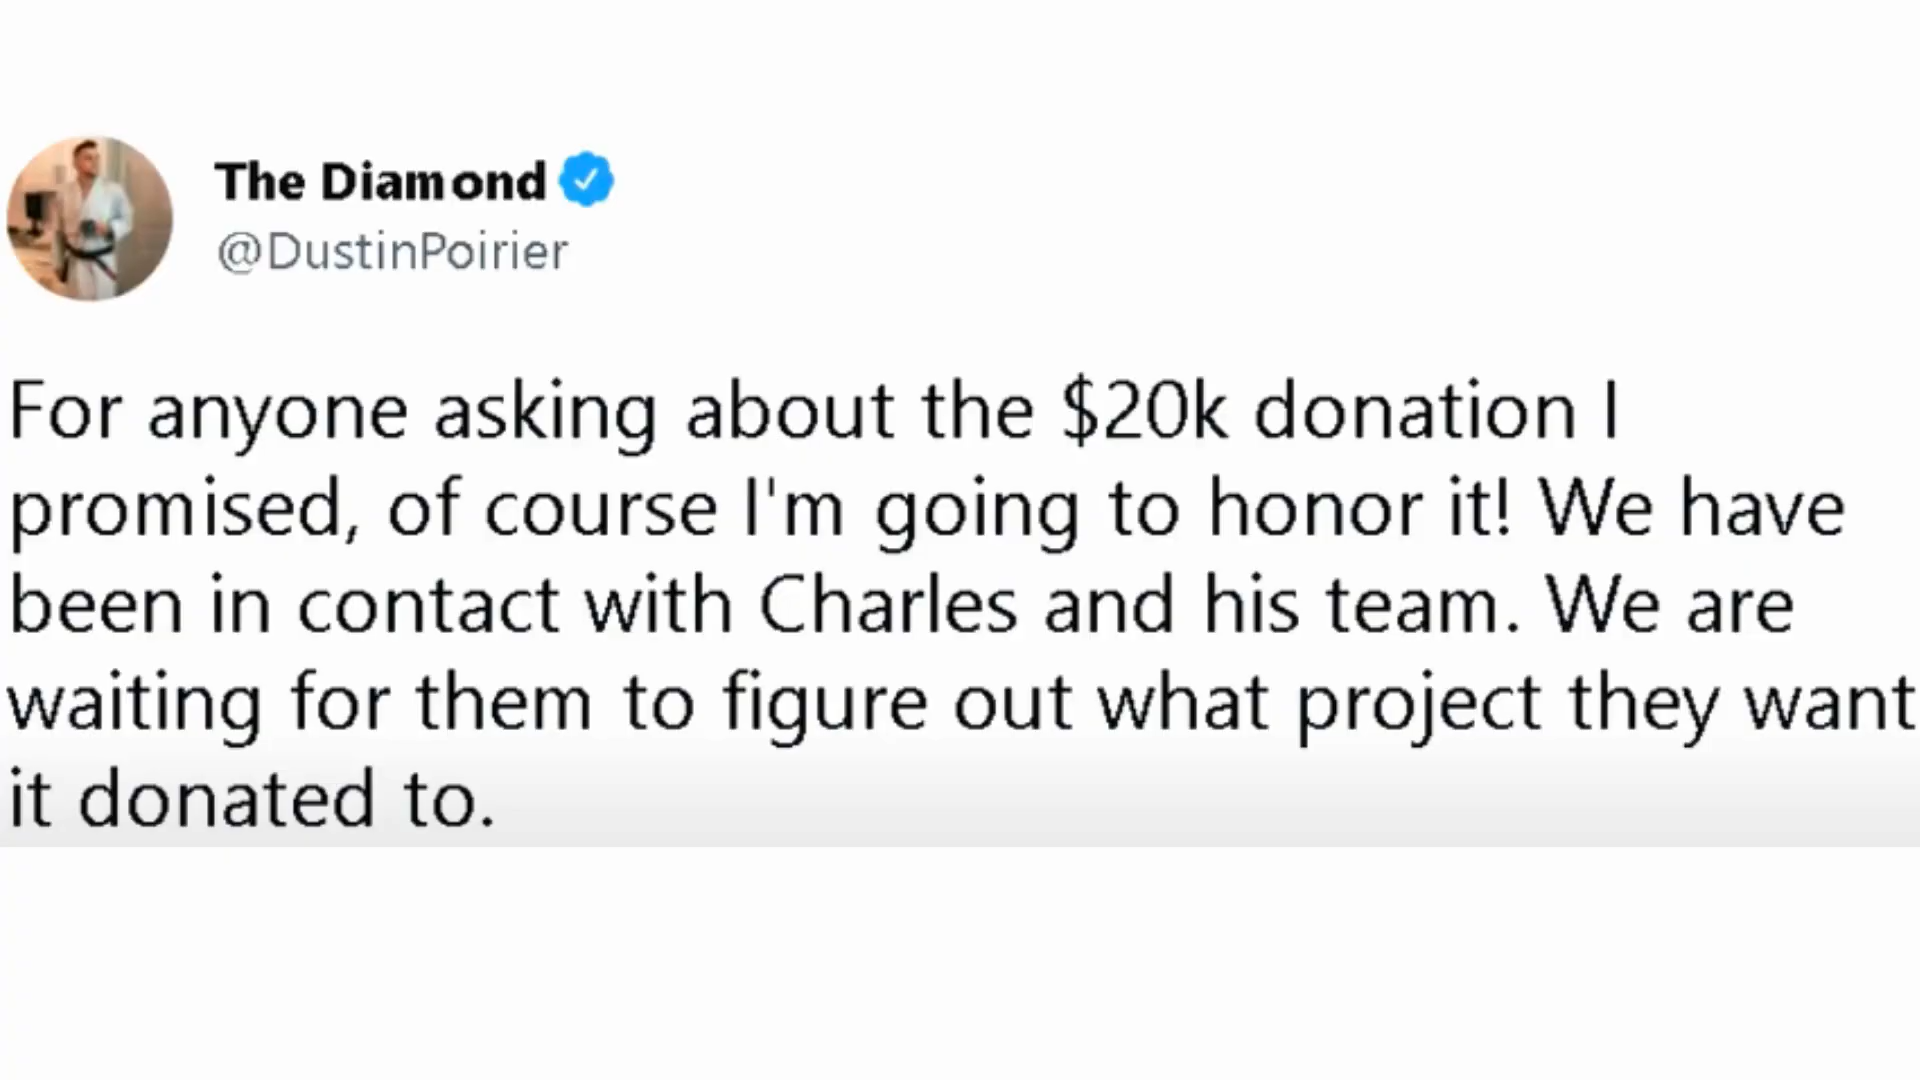 The Diamond
@DustinPoirier
For anyone asking about the $20k donation I
promised, of course I'm going to honor it! We have
been in contact with Charles and his team. We are
waiting for them to figure out what project they want
it donated to.